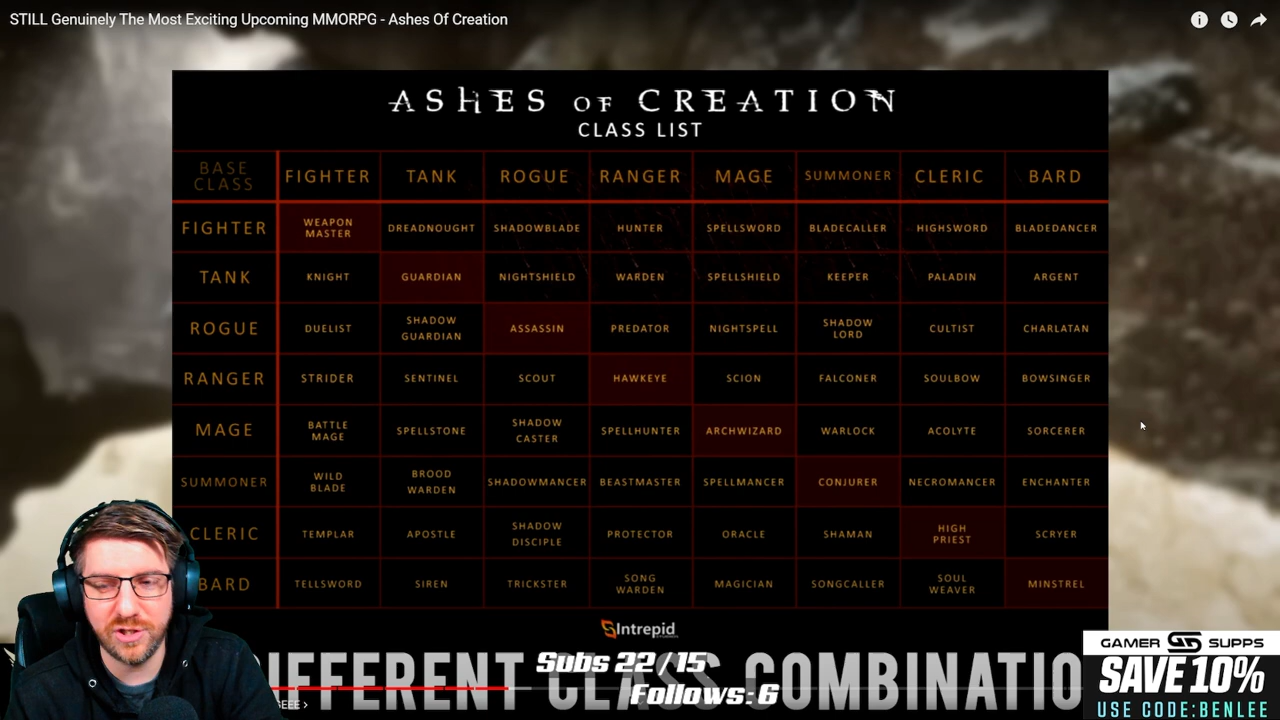 STILL Genuinely The Most Exciting Upcoming MMORPG - Ashes Of Creation
ASHES OF CREATION
CLASS LIST
BASE CLASS FIGHTER TANK ROGUE RANGER MAGE SUMMONER CLERIC BARD
FIGHTER WEAPON MASTER DREADNOUGHT SHADOWBLADE HUNTER SPELLSWORD BLADECALLER HIGHSWORD BLADEDANCER
TANK KNIGHT GUARDIAN NIGHTSHIELD WARDEN SPELLSHIELD KEEPER PALADIN ARGENT
ROGUE DUELIST SHADOW GUARDIAN ASSASSIN PREDATOR NIGHTSPELL SHADOW LORD CULTIST CHARLATAN
RANGER STRIDER SENTINEL SCOUT HAWKEYE SCION FALCONER SOULBOW BOWSINGER
MAGE BATTLE MAGE SPELLSTONE SHADOW CASTER SPELLHUNTER ARCHWIZARD WARLOCK ACOLYTE SORCERER
SUMMONER WILD BLADE BROOD WARDEN SHADOWMANCER BEASTMASTER SPELLMANCER CONJURER NECROMANCER ENCHANTER
CLERIC TEMPLAR APOSTLE SHADOW DISCIPLE PROTECTOR ORACLE SHAMAN HIGH PRIEST SCRYER
BARD TELLSWORD SIREN TRICKSTER SONG WARDEN MAGICIAN SONGCALLER SOUL WEAVER MINSTREL
Intrepid
IFFERENT CLASS COMBINATIO
Subs 22/15
Follows: 6
GAMER GS SUPPS
SAVE 10%
USE CODE:BENLEE